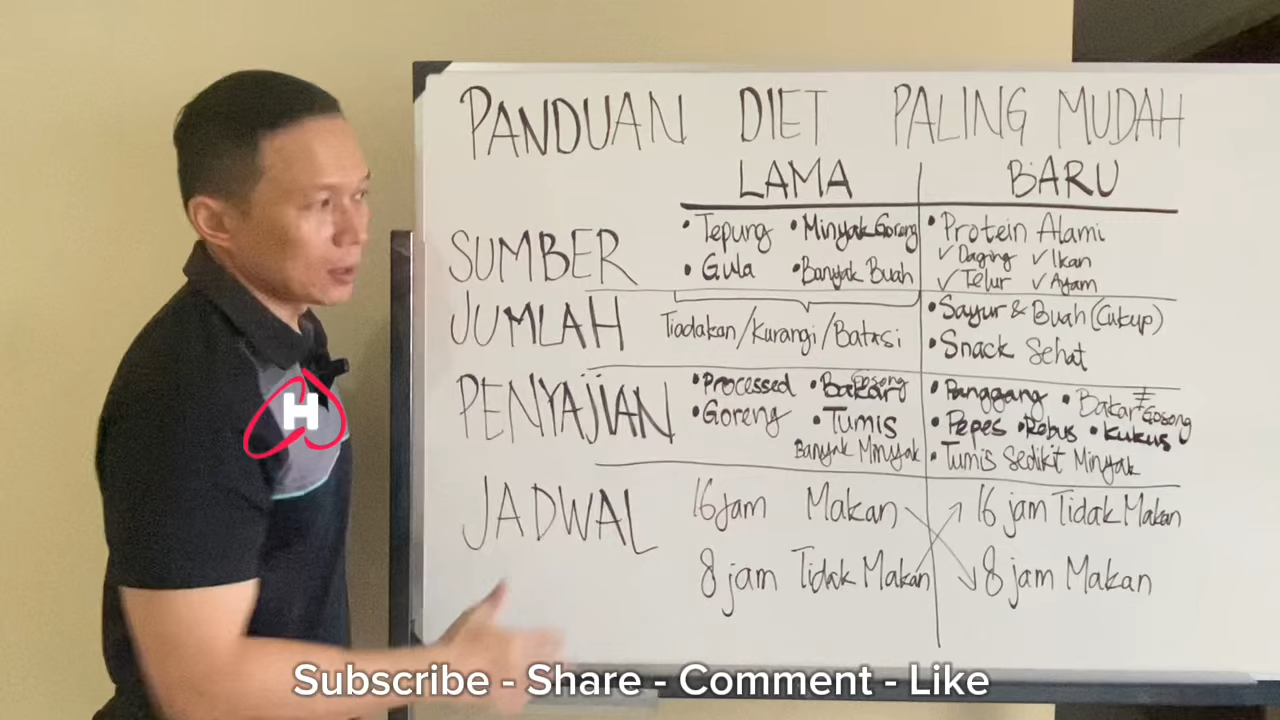 PANDUAN DIET PALING MUDAH
LAMA BARU
SUMBER
• Tepung • Minyak Goreng
• Gula • Banyak Buah
• Protein Alami
✓ Daging ✓ Ikan
✓ Telur ✓ Ayam
JUMLAH
Tiadakan/Kurangi/Batasi
• Sayur & Buah (Cukup)
• Snack Sehat
PENYAJIAN
• Processed • Bakar Gosong
• Goreng • Tumis
Banyak Minyak
• Panggang • Bakar ≠ Gosong
• Pepes • Rebus • Kukus
• Tumis Sedikit Minyak
JADWAL
16 Jam Makan
8 jam Tidak Makan
16 jam Tidak Makan
8 jam Makan
H
Subscribe - Share - Comment - Like